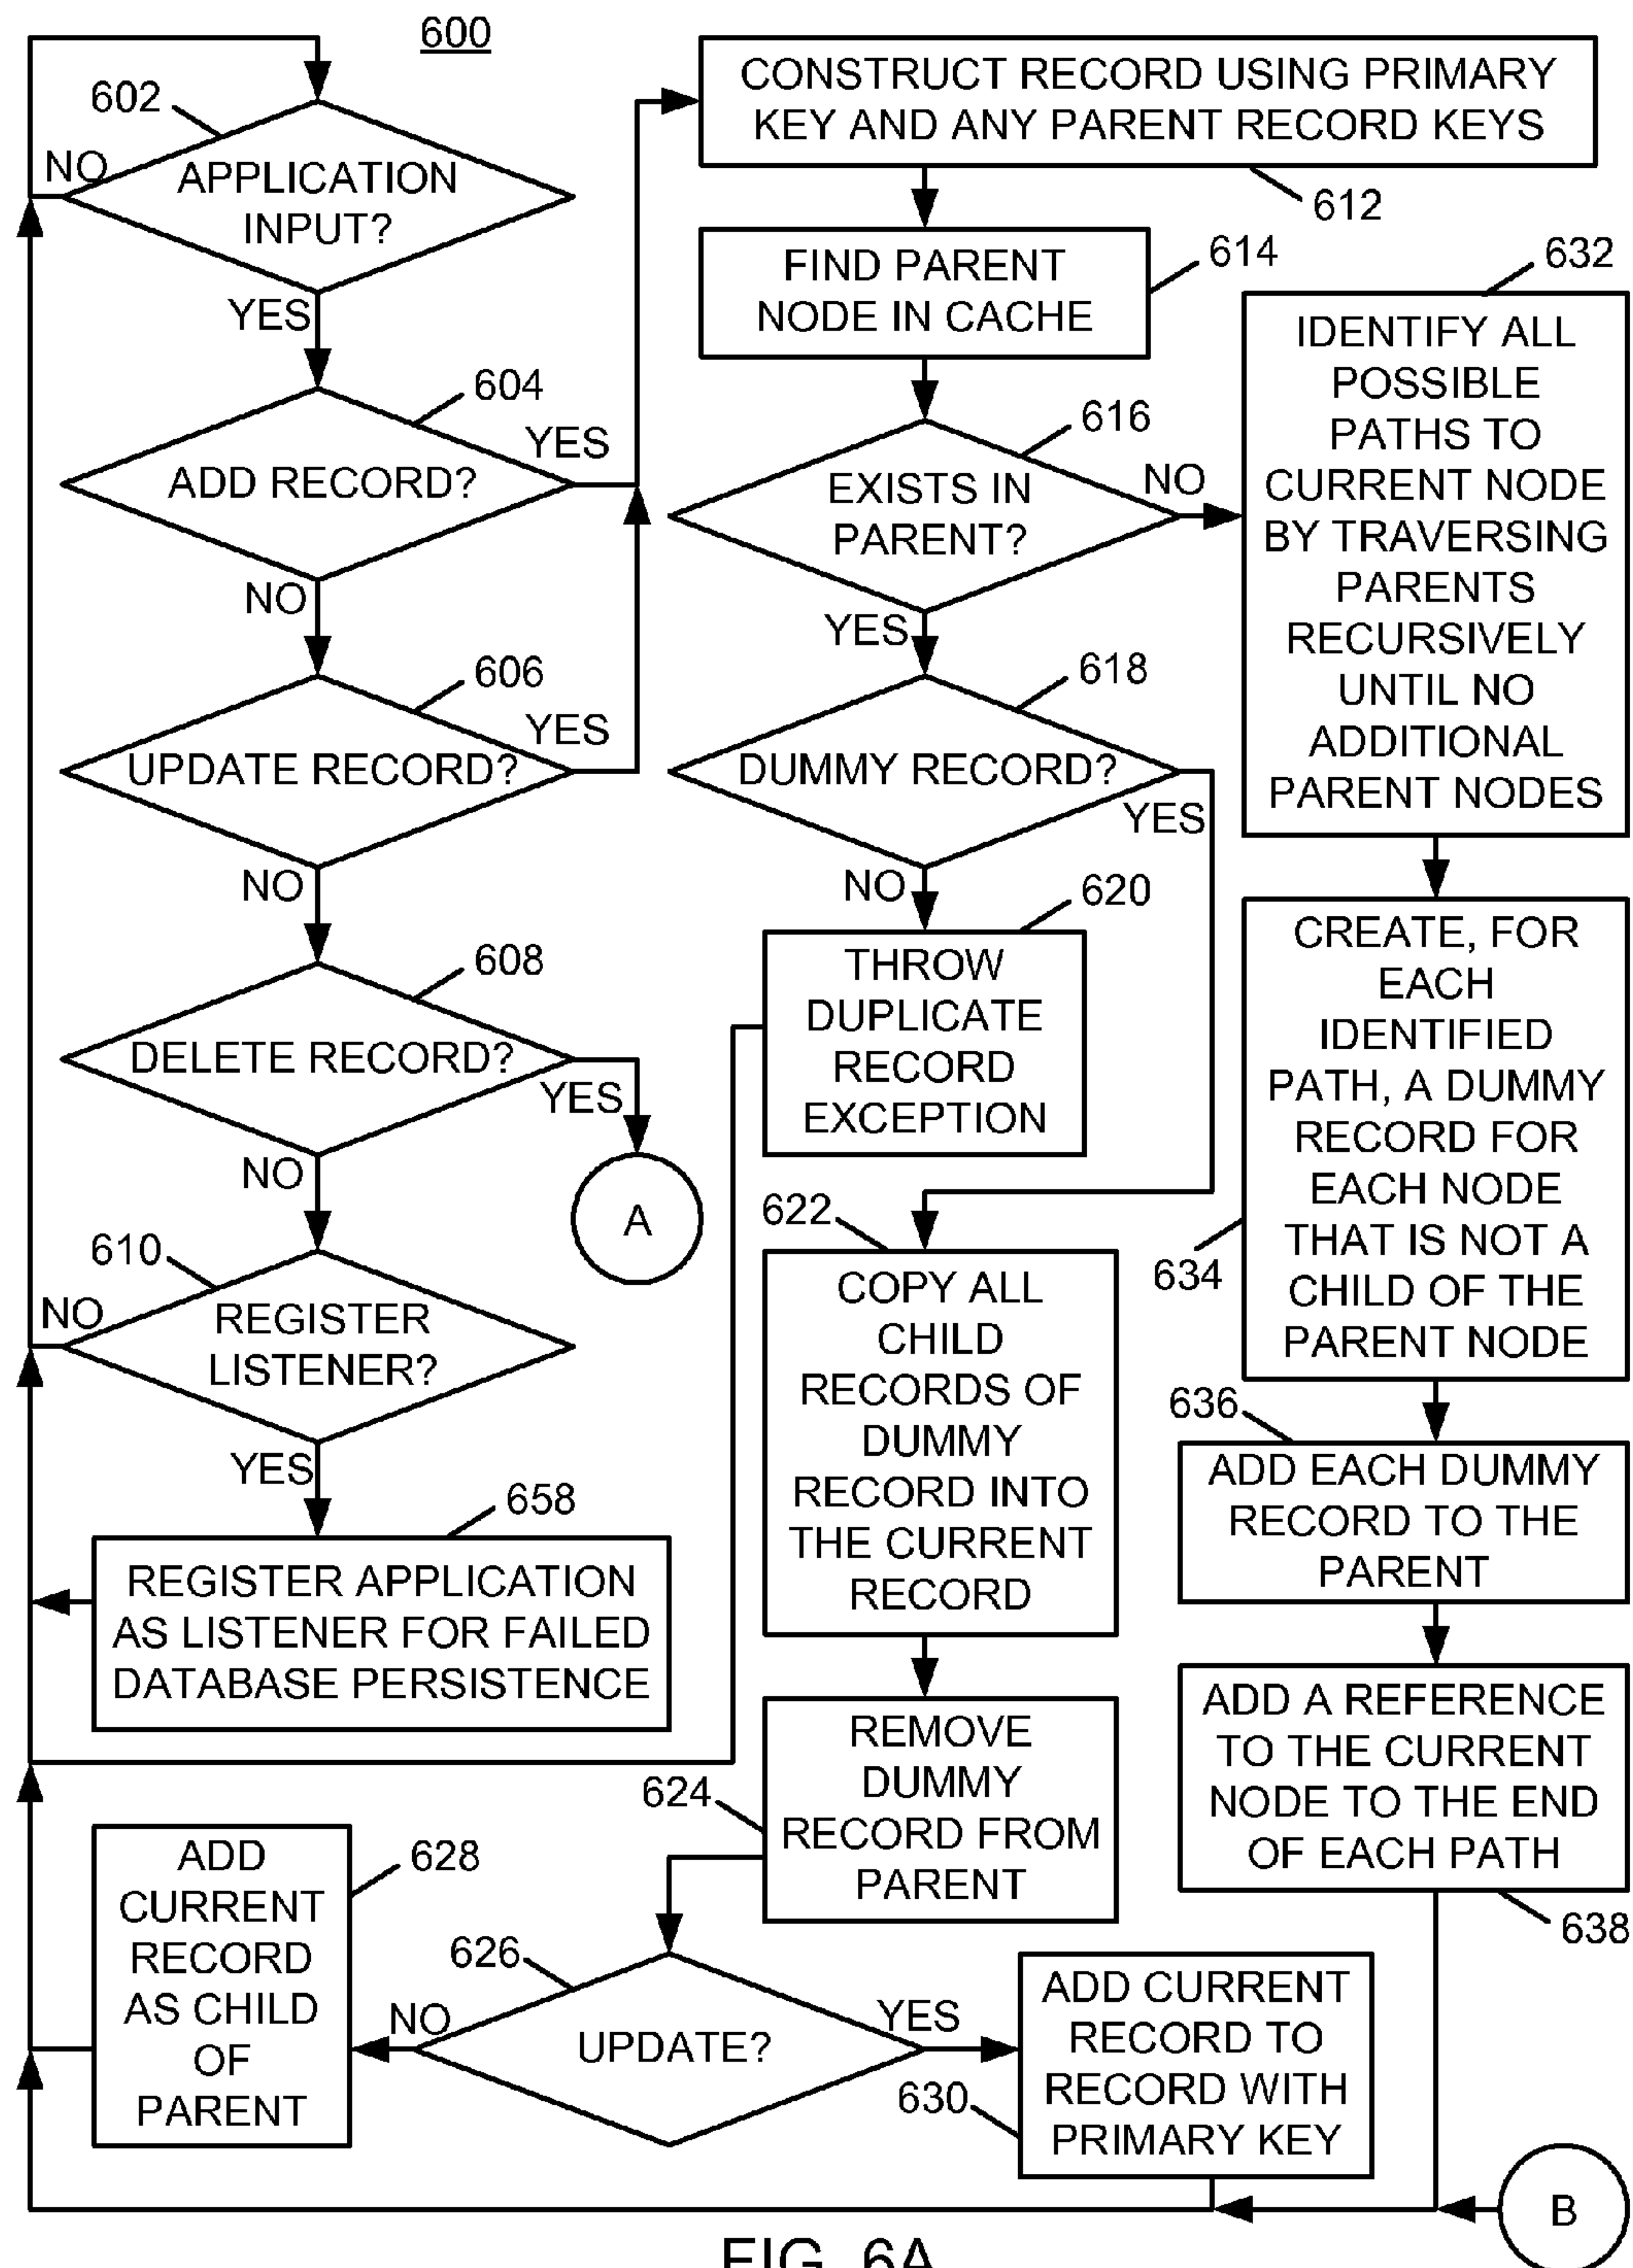 600
602
NO
APPLICATION
INPUT?
YES
604
YES
ADD RECORD?
NO
606
YES
UPDATE RECORD?
NO
608
DELETE RECORD?
YES
NO
A
610
NO
REGISTER
LISTENER?
YES
658
REGISTER APPLICATION
AS LISTENER FOR FAILED
DATABASE PERSISTENCE
CONSTRUCT RECORD USING PRIMARY
KEY AND ANY PARENT RECORD KEYS
612
FIND PARENT
NODE IN CACHE
614
616
EXISTS IN
PARENT?
NO
YES
618
DUMMY RECORD?
YES
NO
620
THROW
DUPLICATE
RECORD
EXCEPTION
622
COPY ALL
CHILD
RECORDS OF
DUMMY
RECORD INTO
THE CURRENT
RECORD
624
REMOVE
DUMMY
RECORD FROM
PARENT
626
UPDATE?
NO
YES
628
ADD
CURRENT
RECORD
AS CHILD
OF
PARENT
630
ADD CURRENT
RECORD TO
RECORD WITH
PRIMARY KEY
632
IDENTIFY ALL
POSSIBLE
PATHS TO
CURRENT NODE
BY TRAVERSING
PARENTS
RECURSIVELY
UNTIL NO
ADDITIONAL
PARENT NODES
634
CREATE, FOR
EACH
IDENTIFIED
PATH, A DUMMY
RECORD FOR
EACH NODE
THAT IS NOT A
CHILD OF THE
PARENT NODE
636
ADD EACH DUMMY
RECORD TO THE
PARENT
ADD A REFERENCE
TO THE CURRENT
NODE TO THE END
OF EACH PATH
638
B
FIG. 6A